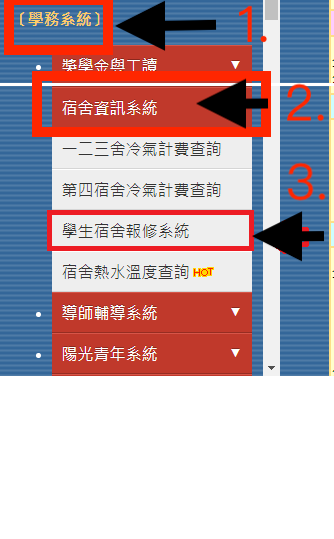 〔學務系統〕
1.
獎學金與工讀 ▼
宿舍資訊系統
2.
一二三舍冷氣計費查詢
第四宿舍冷氣計費查詢
3.
學生宿舍報修系統
宿舍熱水溫度查詢 HOT
導師輔導系統 ▼
陽光青年系統 ▼